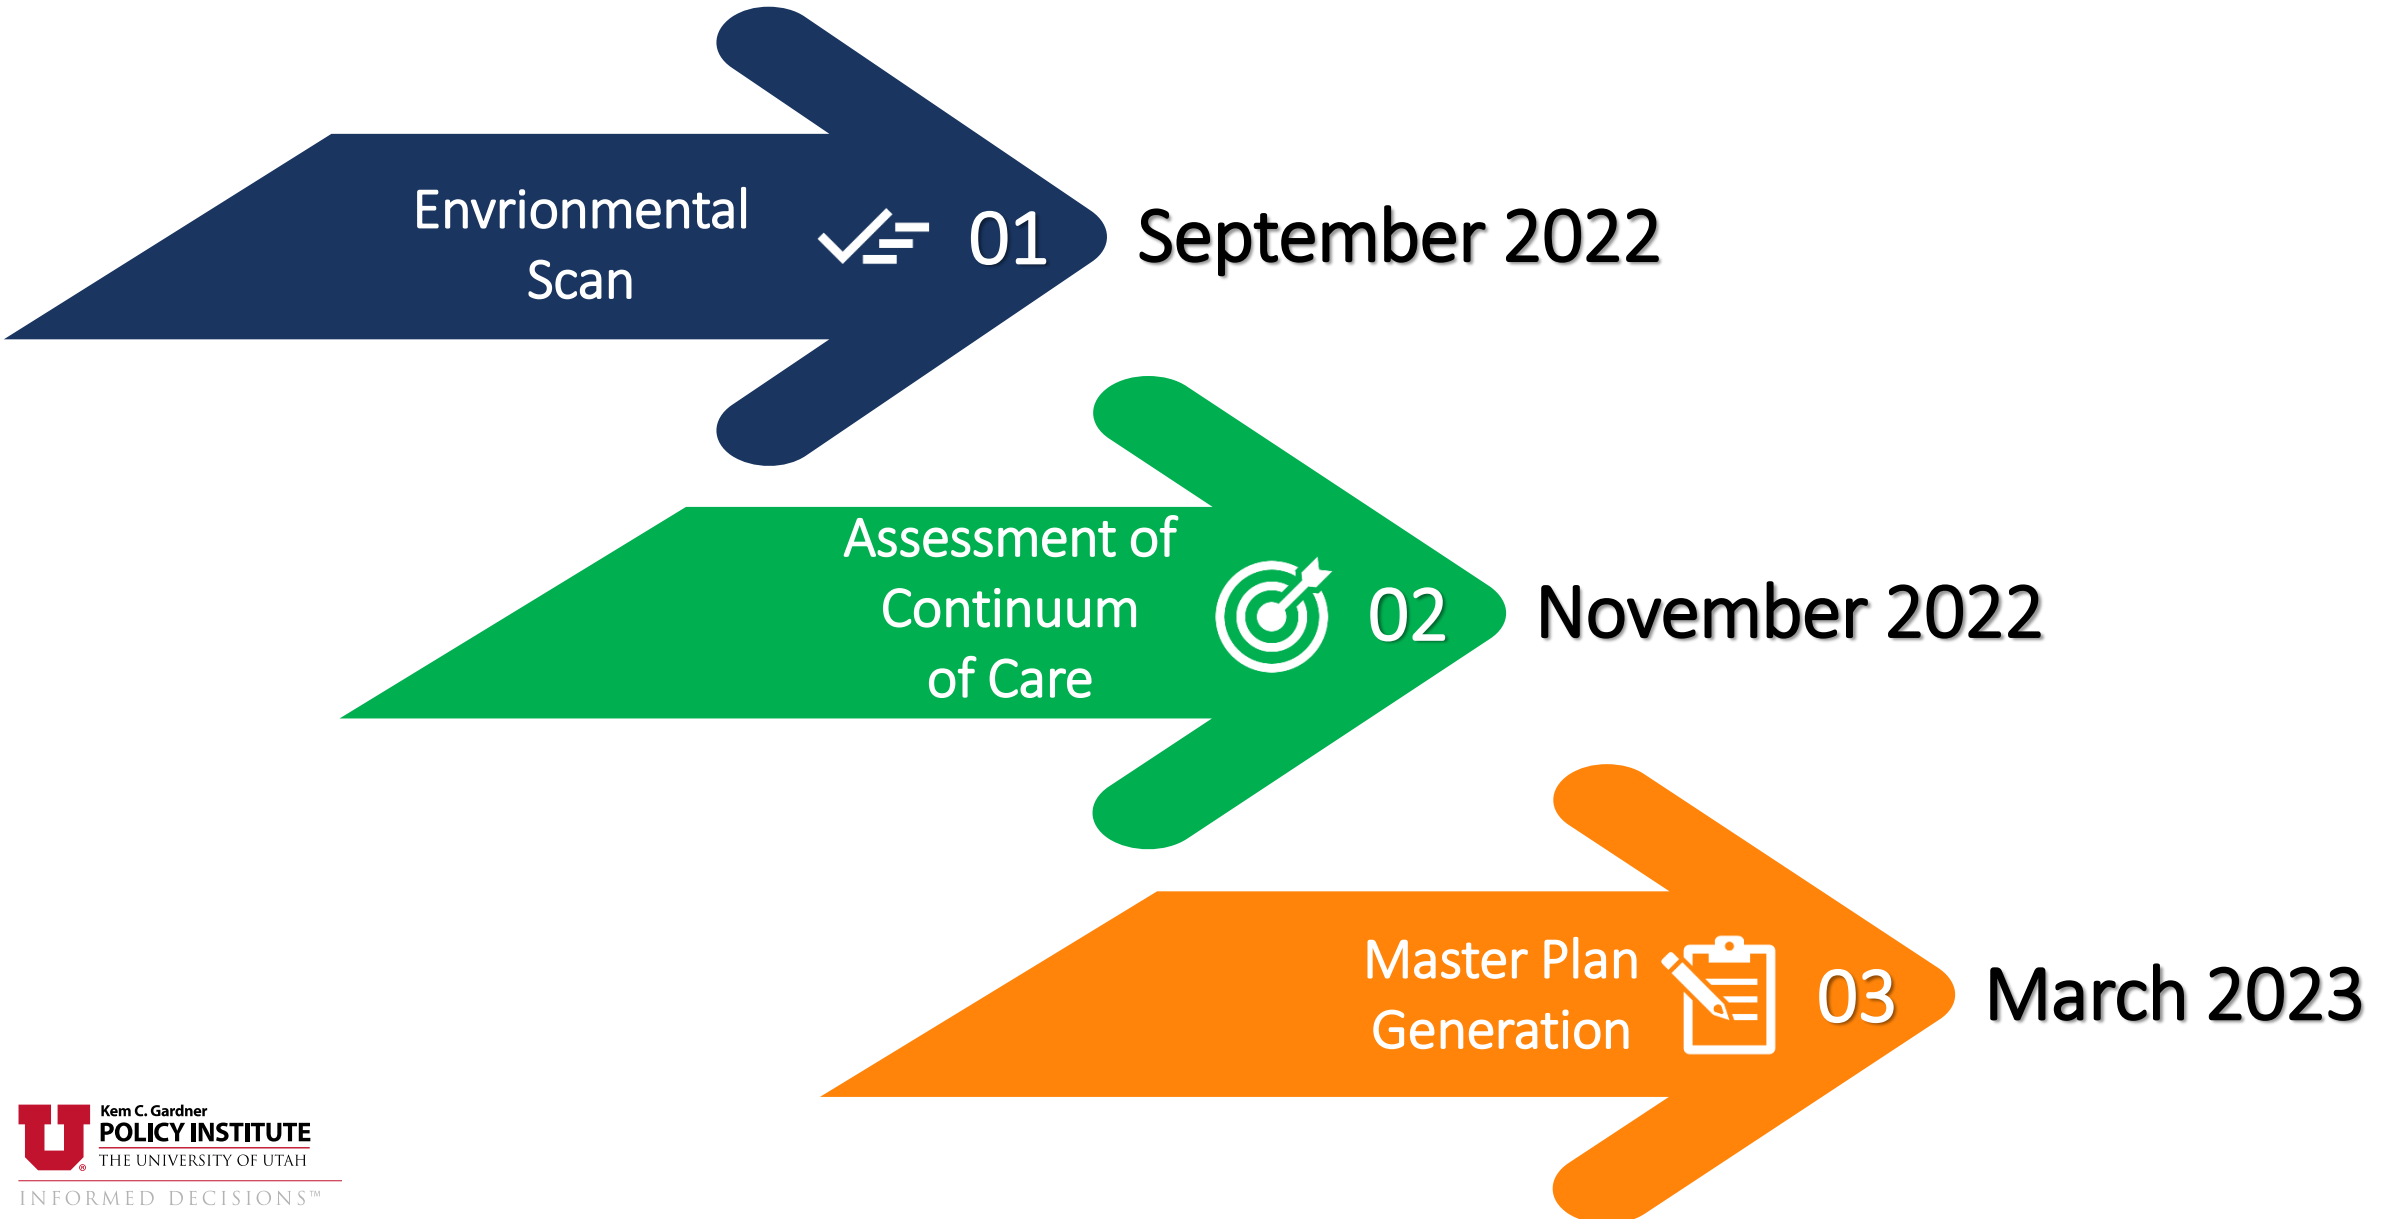 Envrionmental
Scan
01
September 2022
Assessment of
Continuum
of Care
02
November 2022
Master Plan
Generation
03
March 2023
Kem C. Gardner
POLICY INSTITUTE
THE UNIVERSITY OF UTAH
INFORMED DECISIONS™